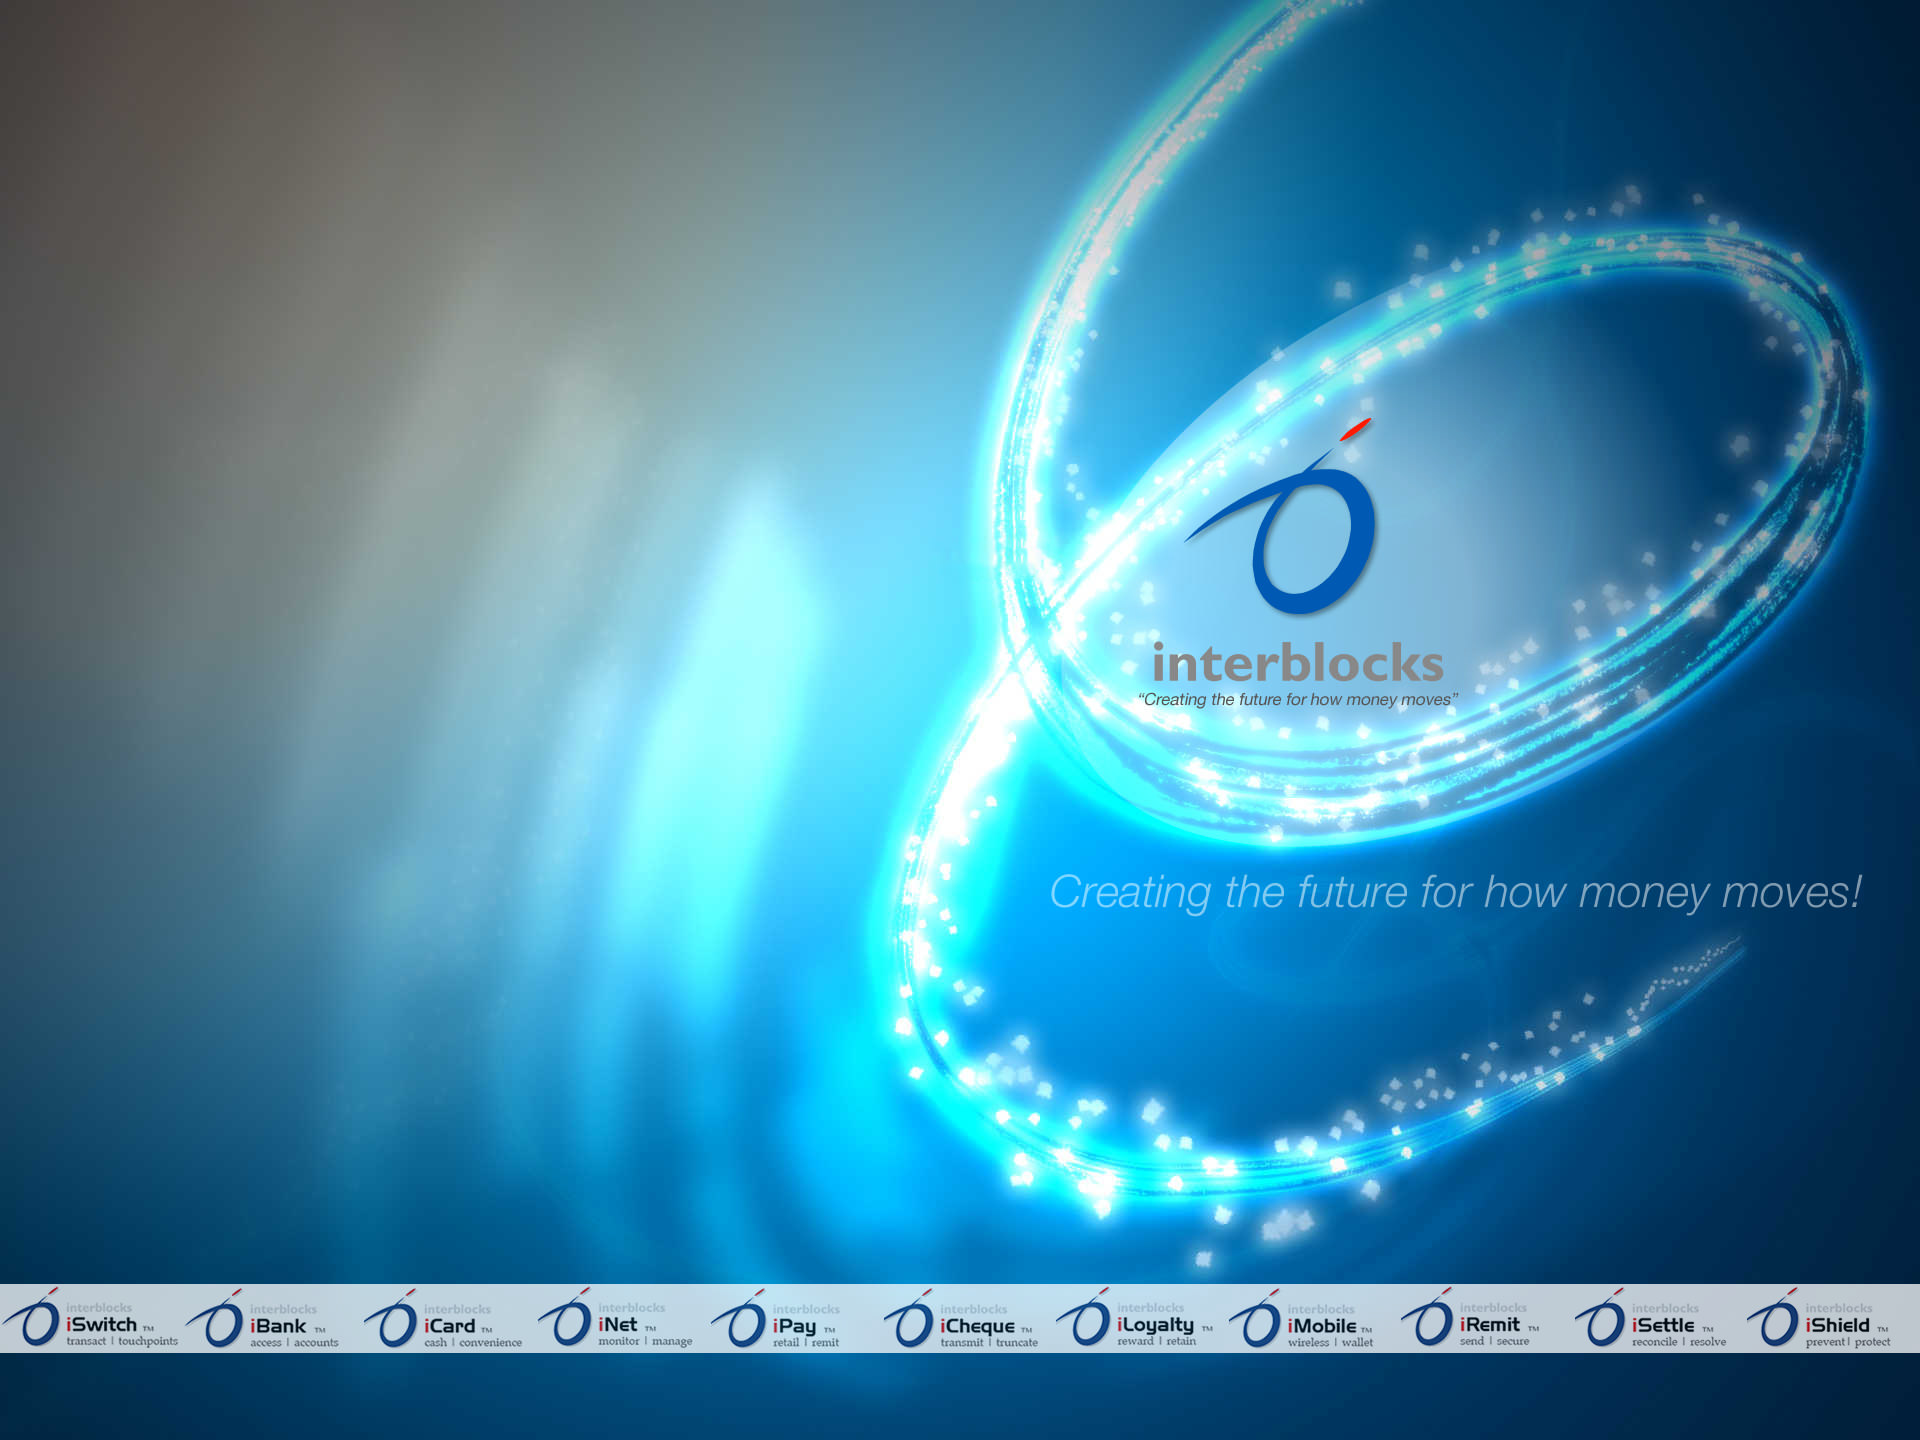 interblocks
“Creating the future for how money moves”
Creating the future for how money moves!
interblocks
iSwitch ™
transact | touchpoints
interblocks
iBank ™
access | accounts
interblocks
iCard ™
cash | convenience
interblocks
iNet ™
monitor | manage
interblocks
iPay ™
retail | remit
interblocks
iCheque ™
transmit | truncate
interblocks
iLoyalty ™
reward | retain
interblocks
iMobile ™
wireless | wallet
interblocks
iRemit ™
send | secure
interblocks
iSettle ™
reconcile | resolve
interblocks
iShield ™
prevent | protect